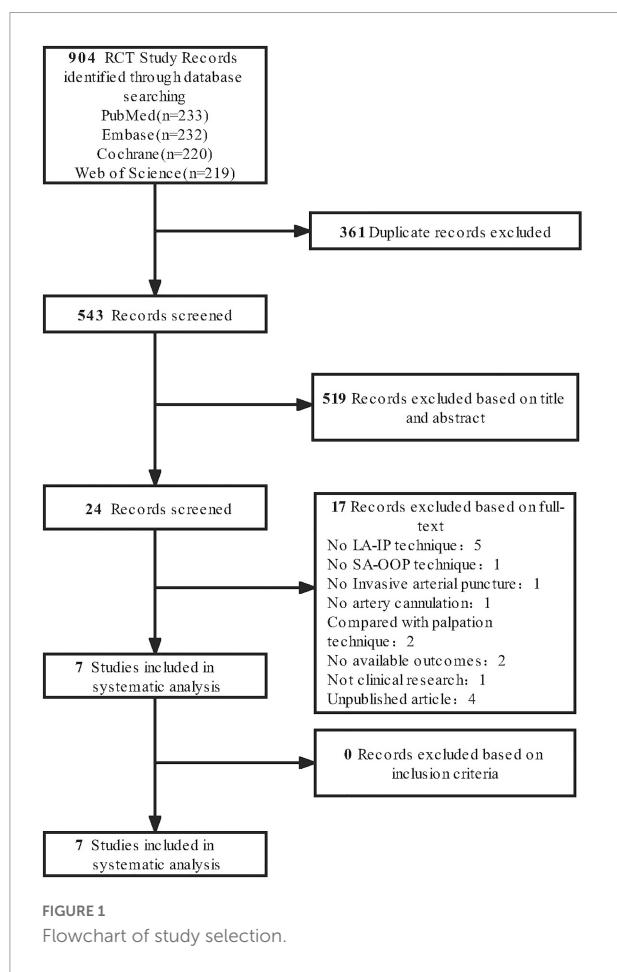 904 RCT Study Records
identified through database
searching
PubMed(n=233)
Embase(n=232)
Cochrane(n=220)
Web of Science(n=219)
361 Duplicate records excluded
543 Records screened
519 Records excluded based on title
and abstract
24 Records screened
17 Records excluded based on full-
text
No LA-IP technique：5
No SA-OOP technique：1
No Invasive arterial puncture：1
No artery cannulation：1
Compared with palpation
technique：2
No available outcomes：2
Not clinical research：1
Unpublished article：4
7 Studies included in
systematic analysis
0 Records excluded based on
inclusion criteria
7 Studies included in
systematic analysis
FIGURE 1
Flowchart of study selection.